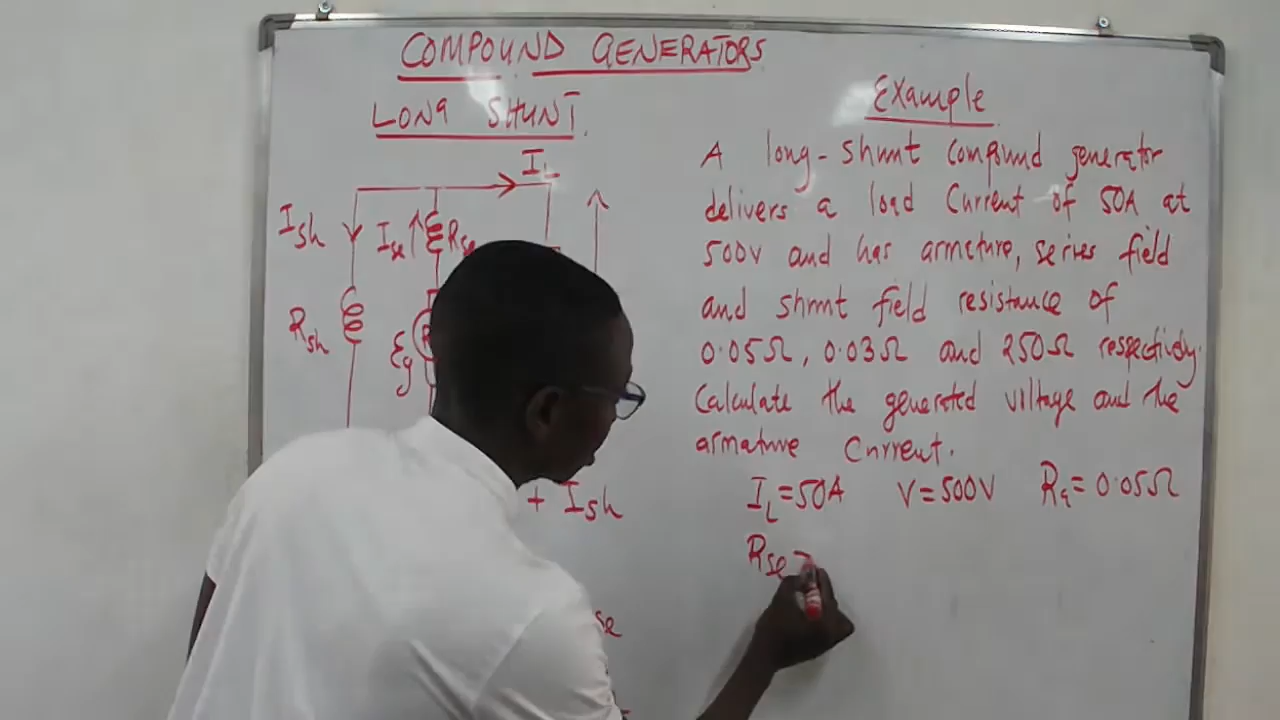 COMPOUND GENERATORS
LONG SHUNT
I_L
I_sh
I_se
R_se
R_sh
E_g
+ I_sh
se
Example
A long-shunt compound generator
delivers a load current of 50A at
500V and has armature, series field
and shunt field resistance of
0.05Ω, 0.03Ω and 250Ω respectively.
Calculate the generated voltage and the
armature current.
I_L = 50A V = 500V R_a = 0.05Ω
R_se =